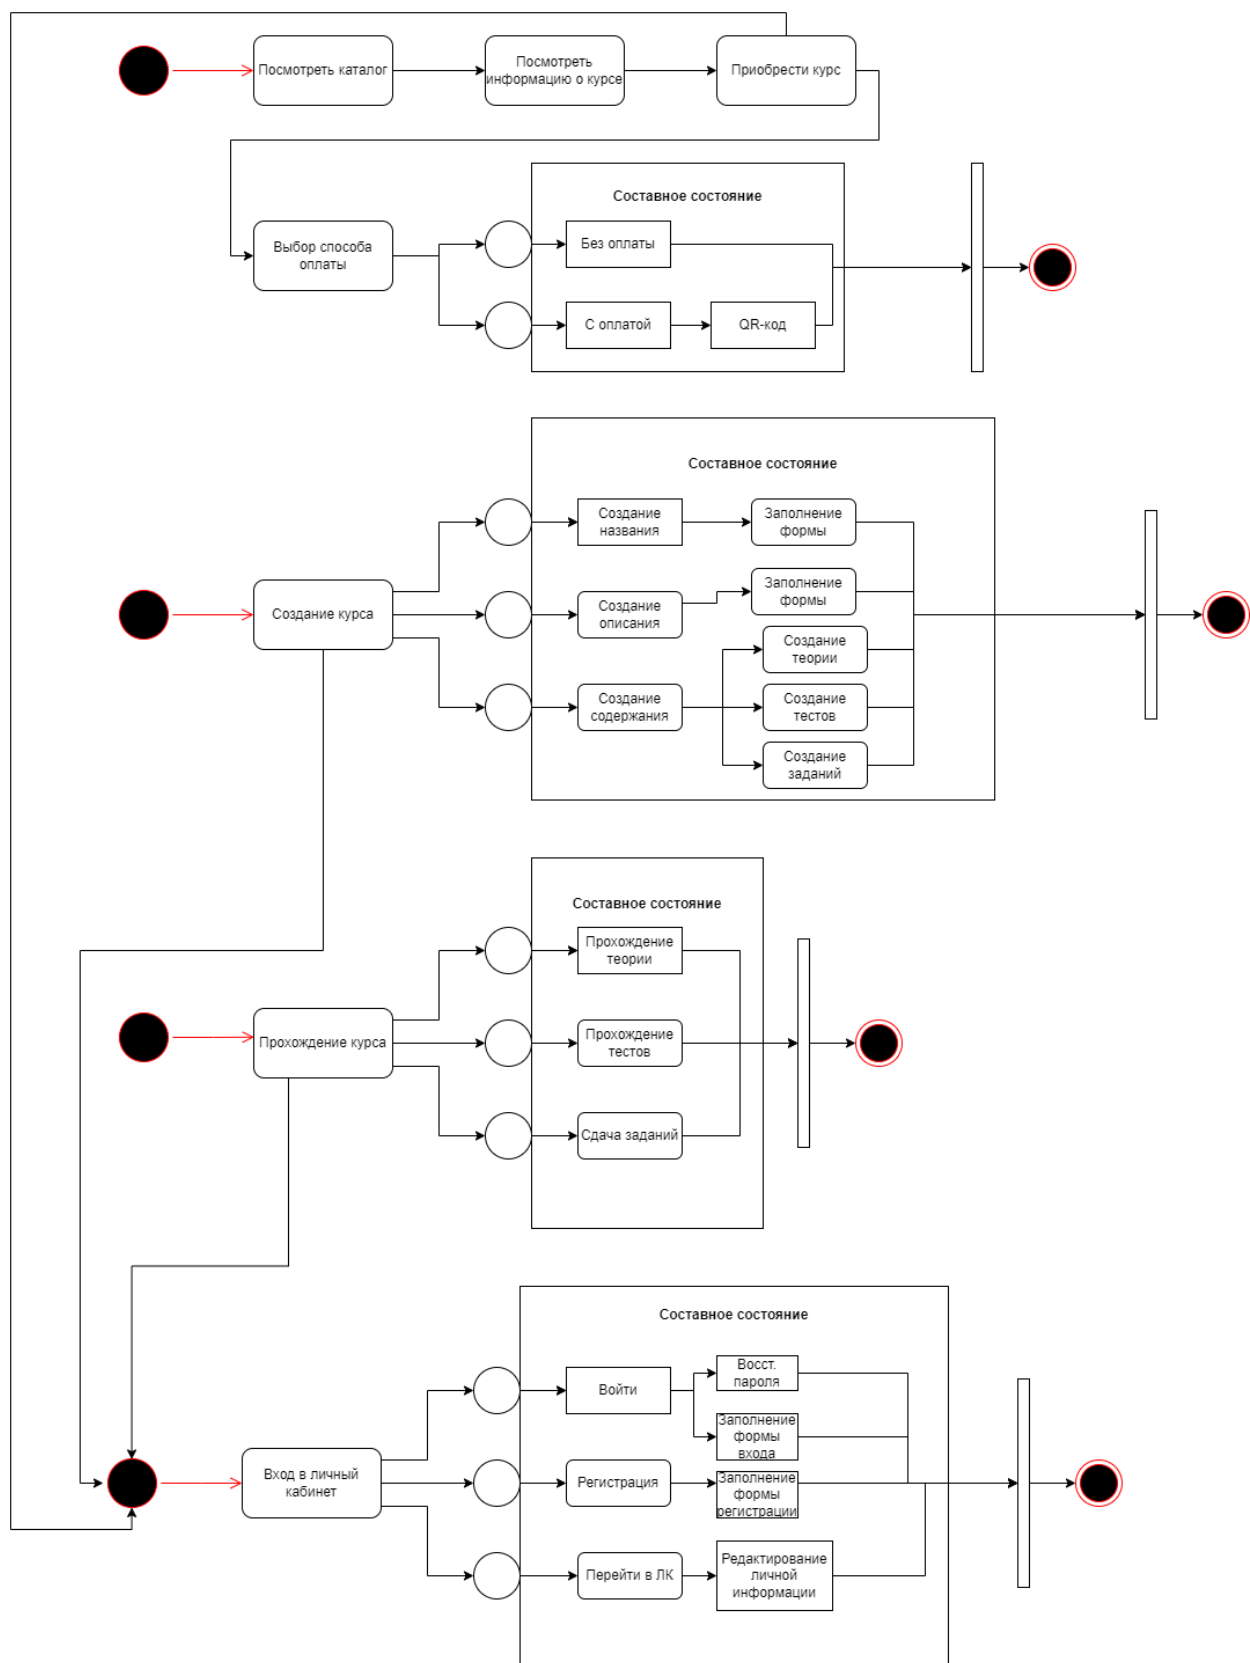 Посмотреть каталог
Посмотреть
информацию о курсе
Приобрести курс
Составное состояние
Выбор способа
оплаты
Без оплаты
С оплатой
QR-код
Составное состояние
Создание
названия
Заполнение
формы
Создание курса
Создание
описания
Заполнение
формы
Создание
теории
Создание
содержания
Создание
тестов
Создание
заданий
Составное состояние
Прохождение
теории
Прохождение курса
Прохождение
тестов
Сдача заданий
Составное состояние
Войти
Восст.
пароля
Заполнение
формы
входа
Вход в личный
кабинет
Регистрация
Заполнение
формы
регистрации
Перейти в ЛК
Редактирование
личной
информации